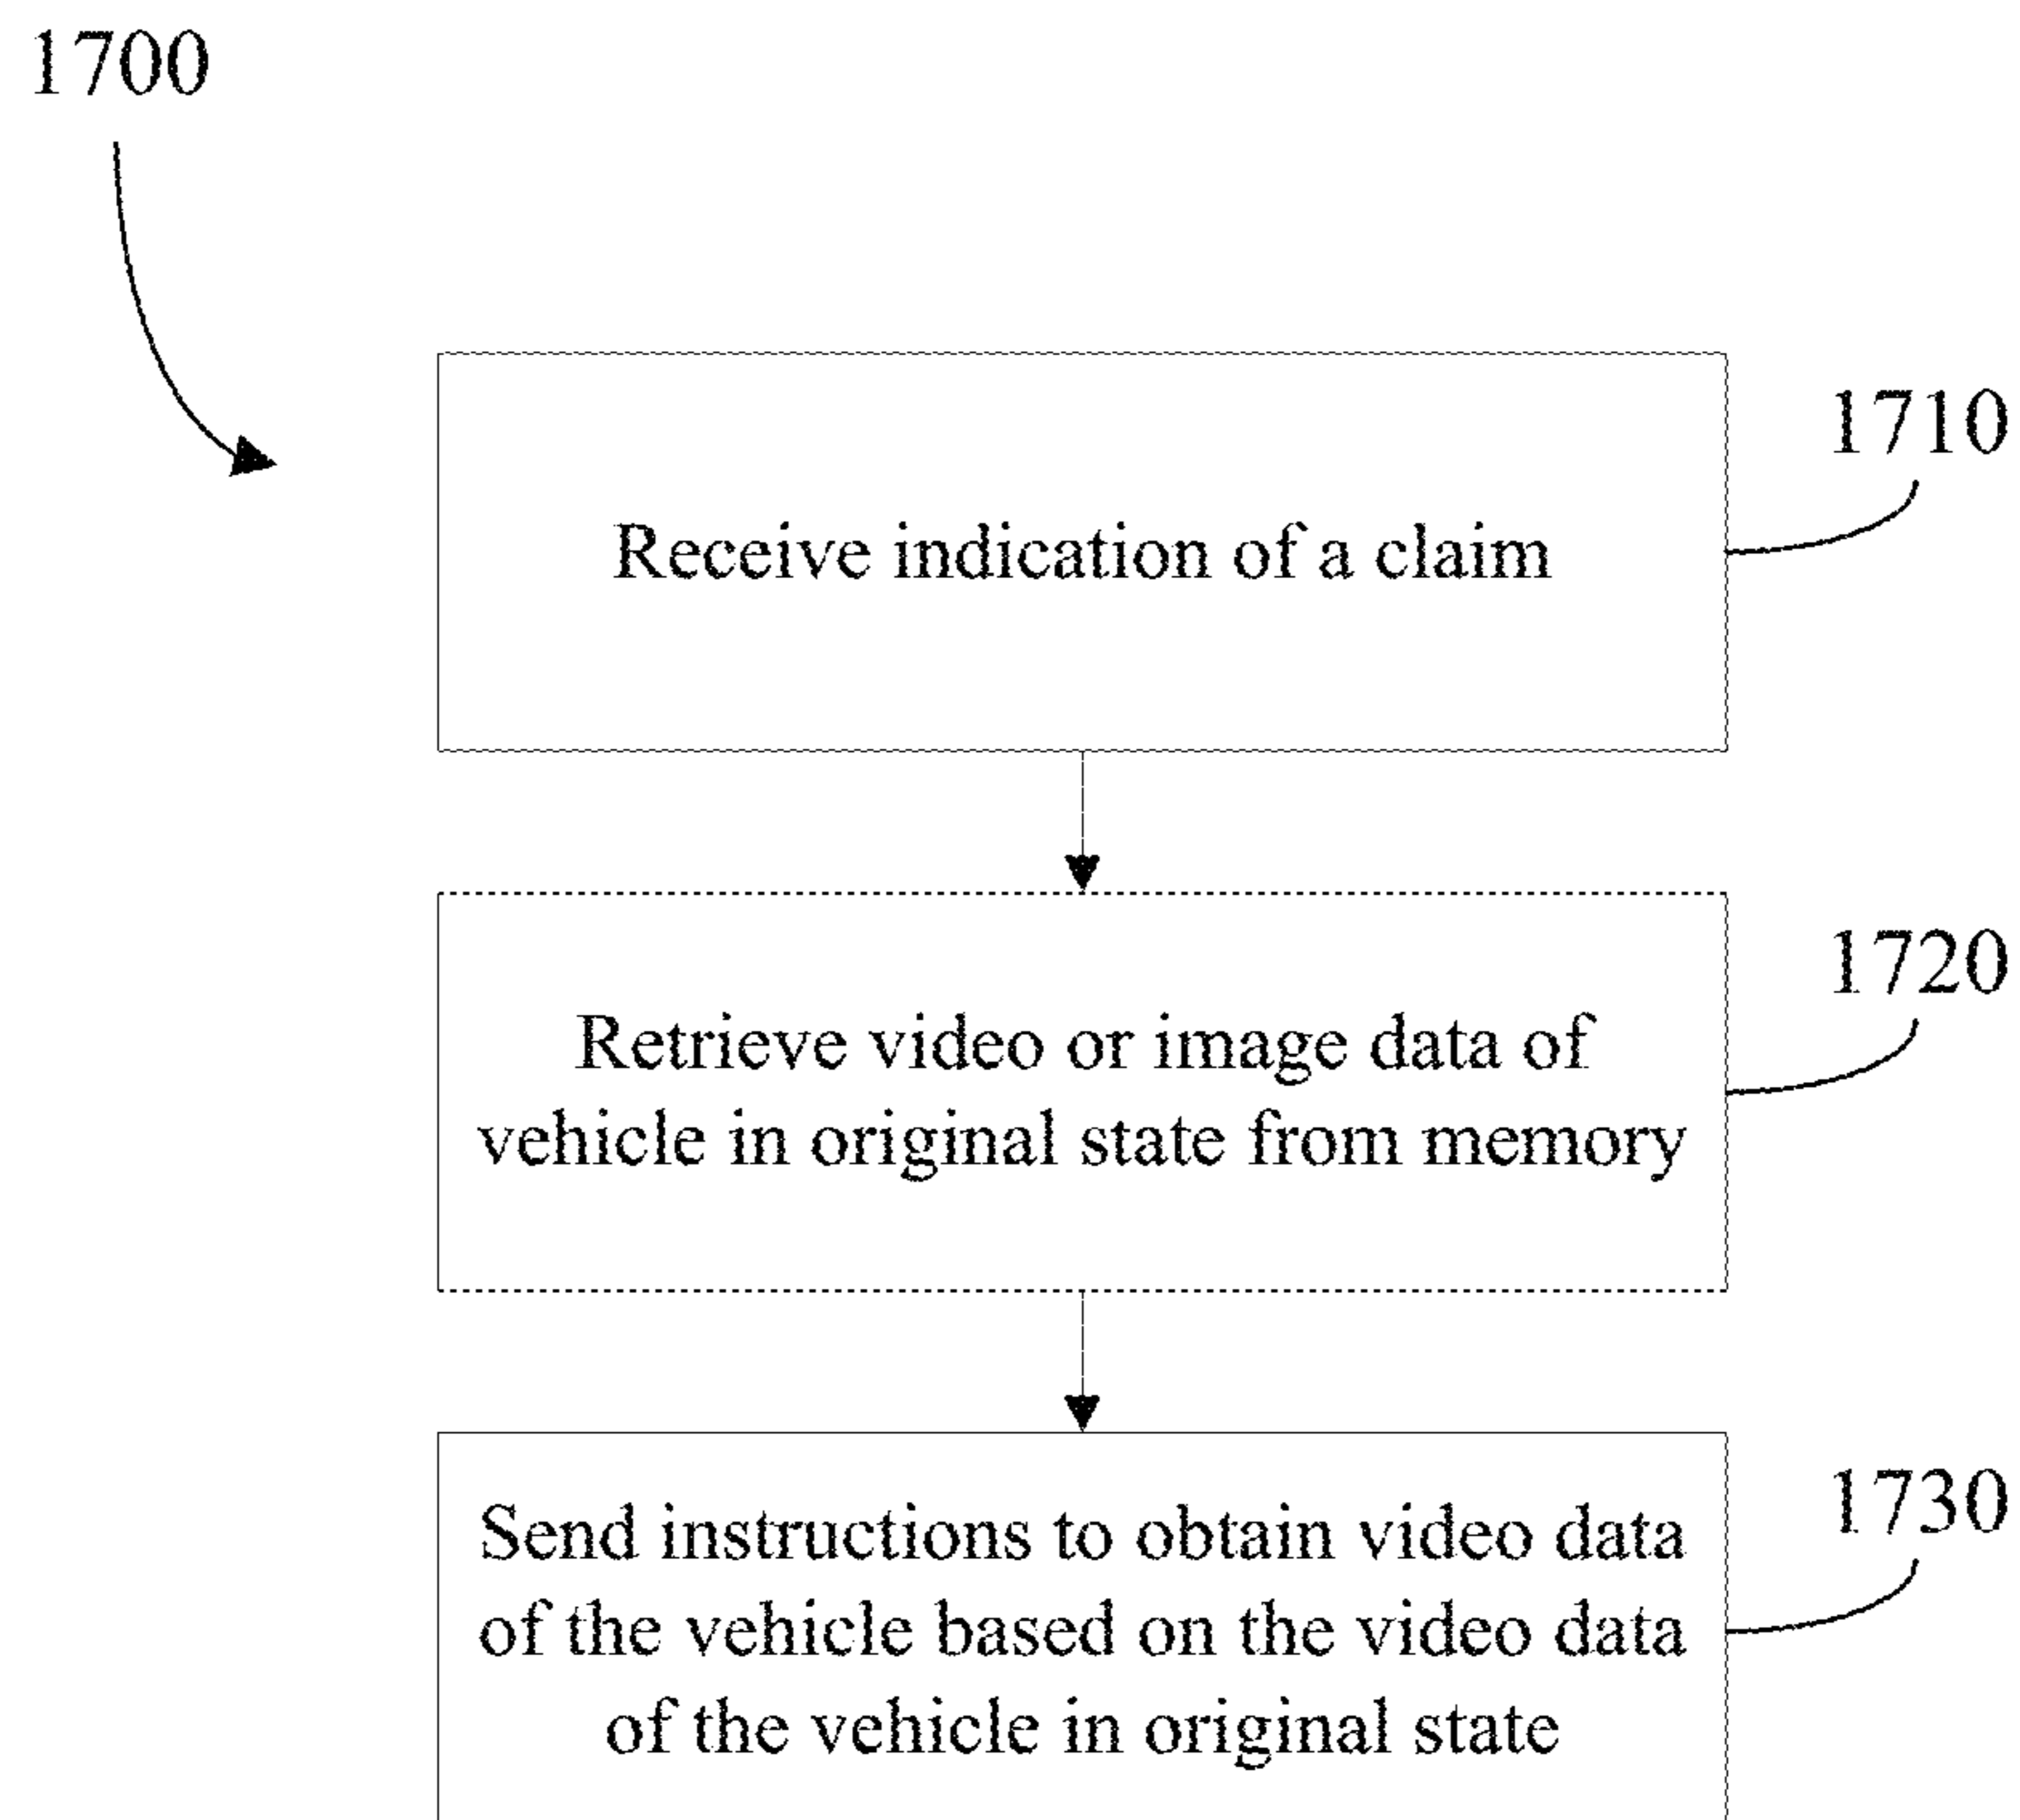 1700
1710
Receive indication of a claim
1720
Retrieve video or image data of
vehicle in original state from memory
1730
Send instructions to obtain video data
of the vehicle based on the video data
of the vehicle in original state